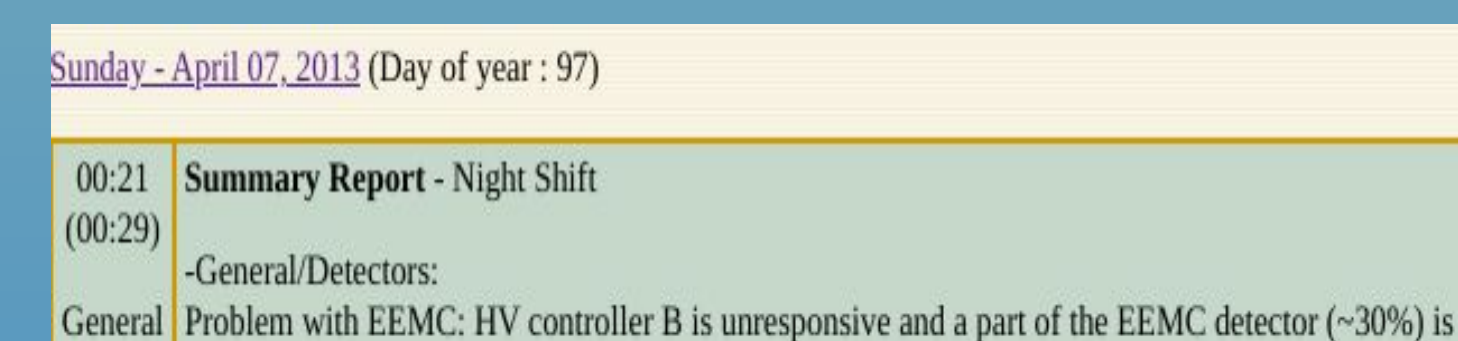 Sunday - April 07, 2013 (Day of year : 97)
00:21
(00:29)
General
Summary Report - Night Shift
-General/Detectors:
Problem with EEMC: HV controller B is unresponsive and a part of the EEMC detector (~30%) is